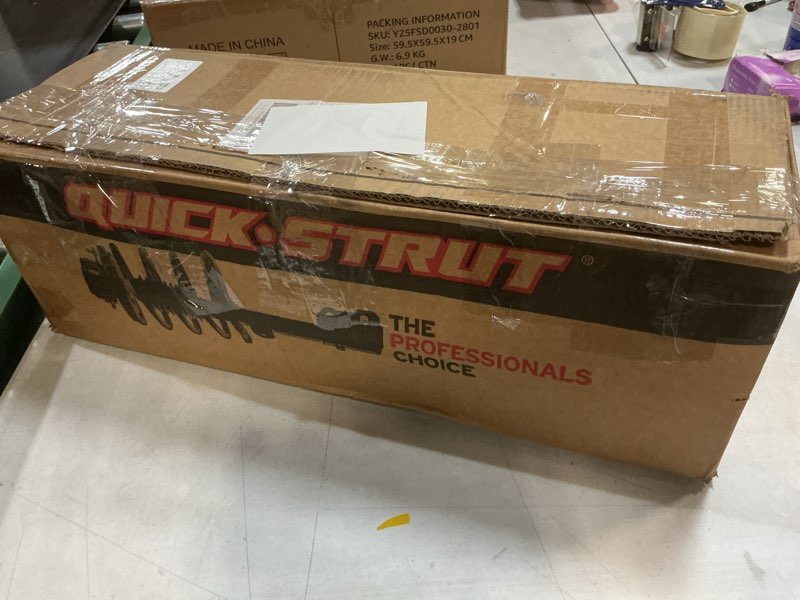 MADE IN CHINA
PACKING INFORMATION
SKU: Y25FSD0030-2801
Size: 59.5X59.5X19 CM
G.W.: 6.9 KG
QUICK·STRUT®
THE
PROFESSIONALS
CHOICE